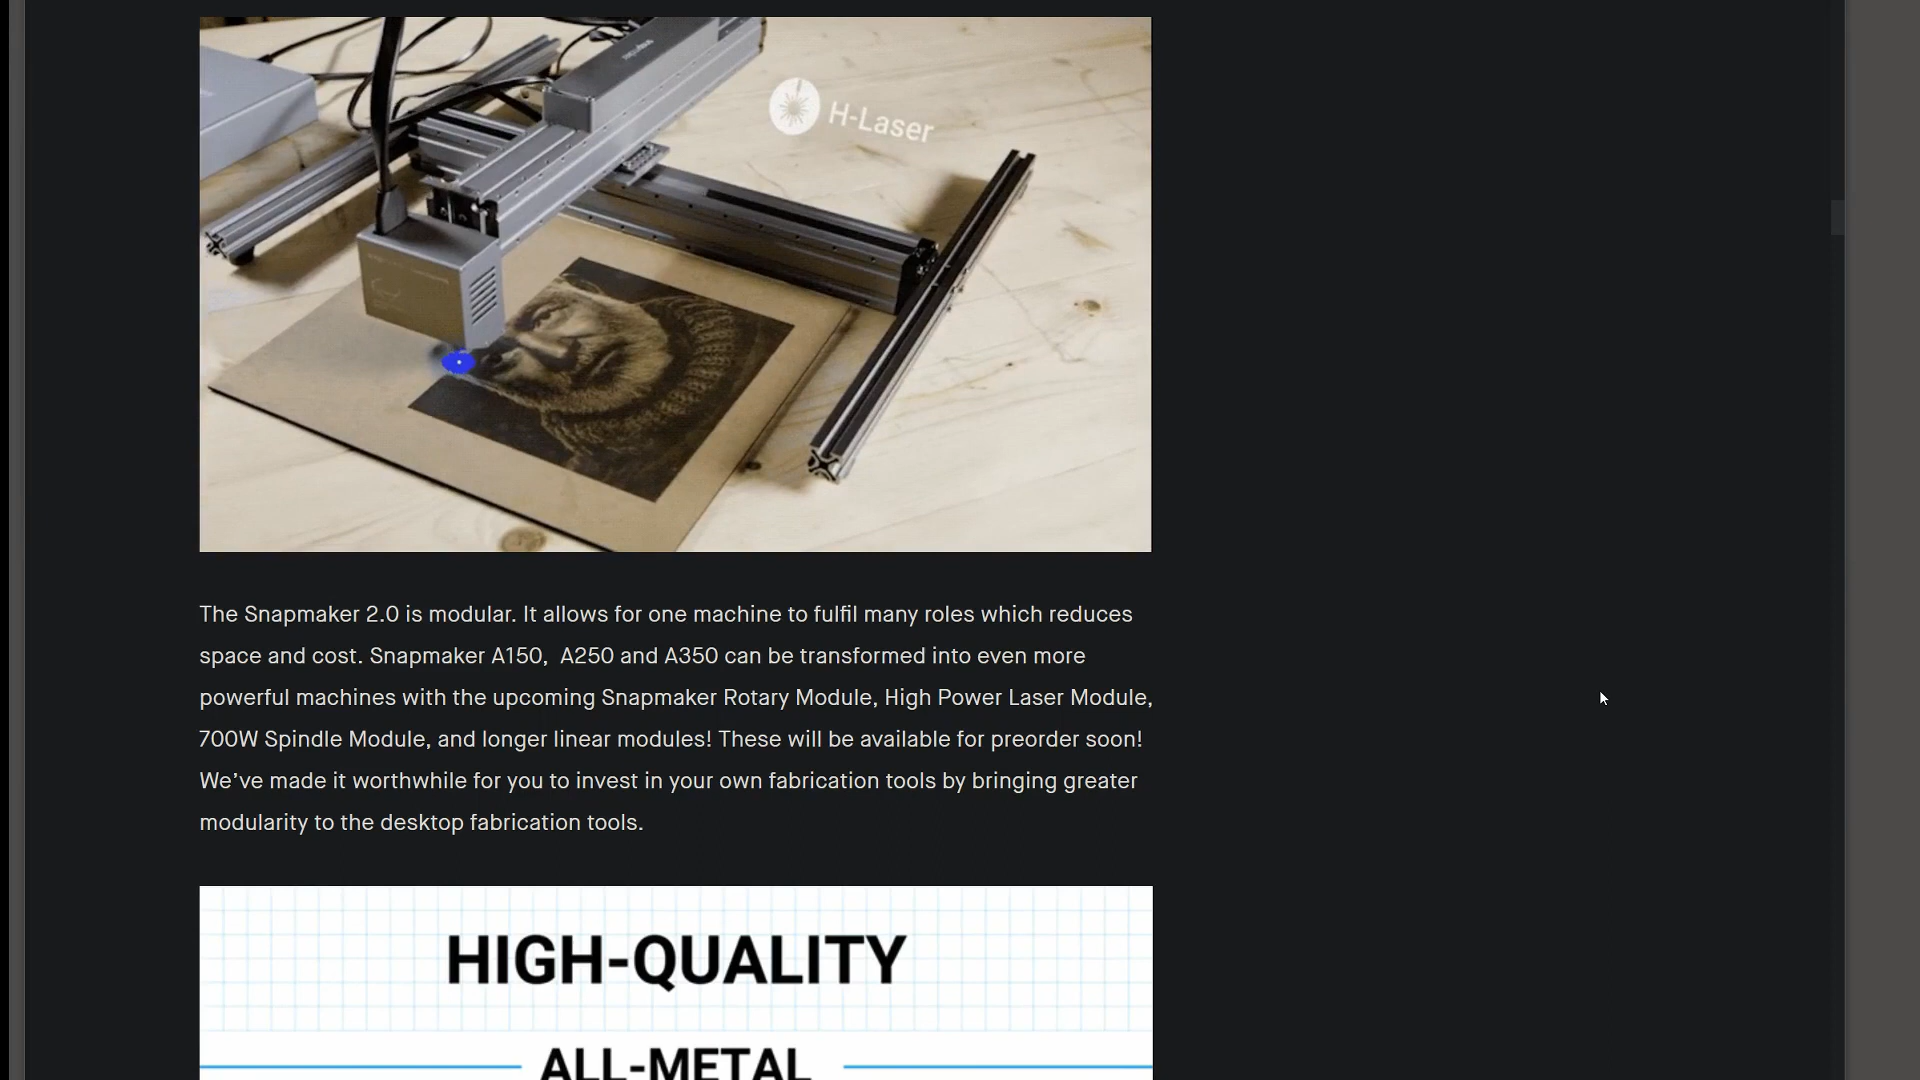 H-Laser
The Snapmaker 2.0 is modular. It allows for one machine to fulfil many roles which reduces
space and cost. Snapmaker A150,  A250 and A350 can be transformed into even more
powerful machines with the upcoming Snapmaker Rotary Module, High Power Laser Module,
700W Spindle Module, and longer linear modules! These will be available for preorder soon!
We’ve made it worthwhile for you to invest in your own fabrication tools by bringing greater
modularity to the desktop fabrication tools.
HIGH-QUALITY
ALL-METAL